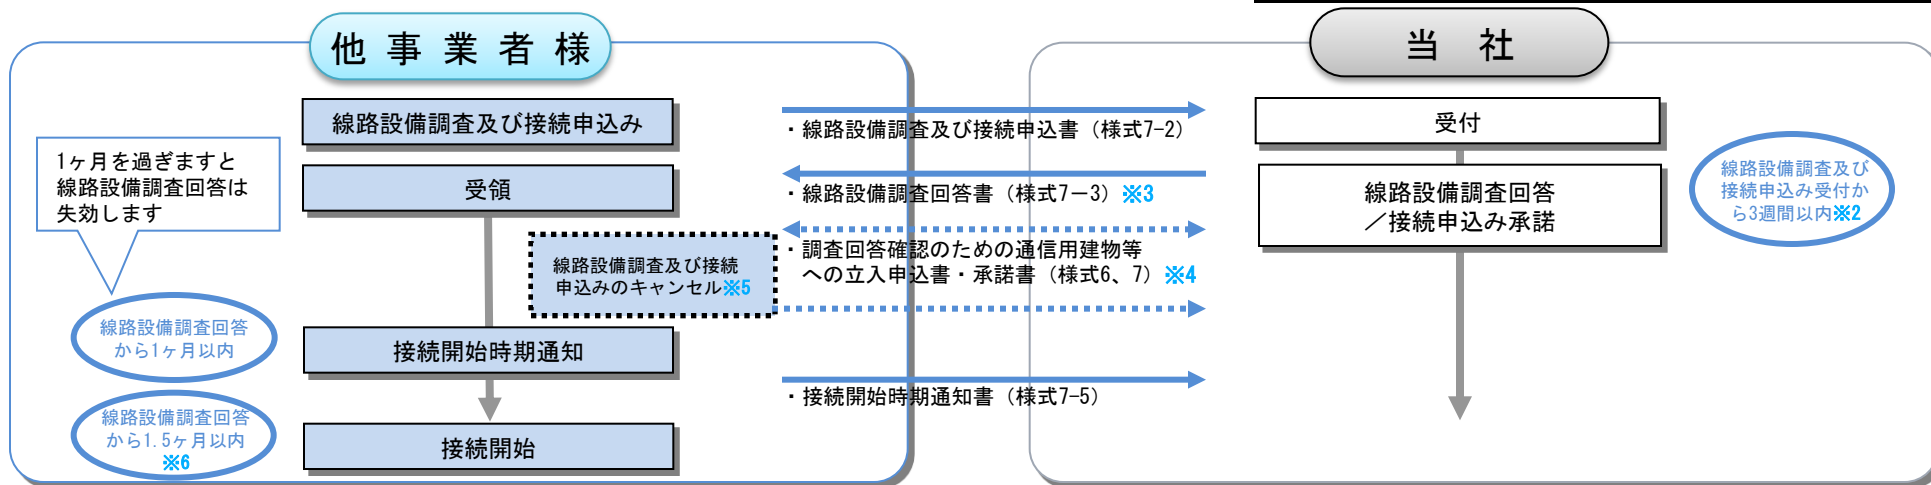 他事業者様
当社
線路設備調査及び接続申込み
・線路設備調査及び接続申込書（様式7-2）
受付
1ヶ月を過ぎますと
線路設備調査回答は
失効します
受領
・線路設備調査回答書（様式7ー3）※3
線路設備調査回答
／接続申込み承諾
線路設備調査及び
接続申込み受付か
ら3週間以内※2
・調査回答確認のための通信用建物等
への立入申込書・承諾書（様式6、7）※4
線路設備調査及び接続
申込みのキャンセル※5
線路設備調査回答
から1ヶ月以内
接続開始時期通知
・接続開始時期通知書（様式7-5）
線路設備調査回答
から1.5ヶ月以内
※6
接続開始